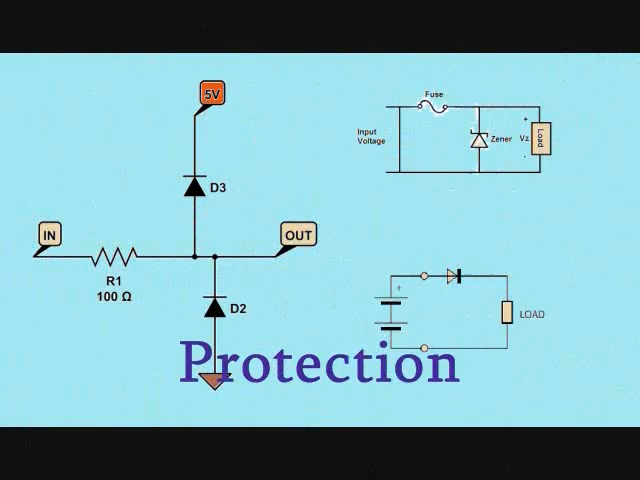 5V
D3
IN
OUT
R1
100 Ω
D2
Fuse
Input
Voltage
Zener
+
Vz
-
Load
+
LOAD
Protection